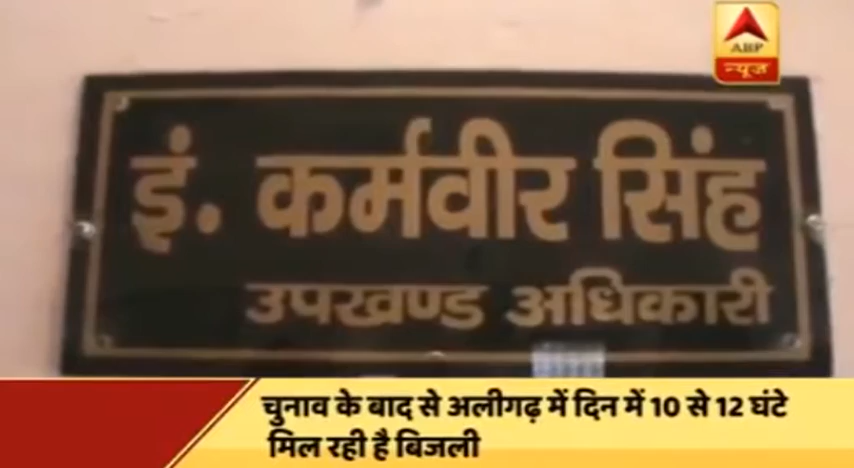 ABP
न्यूज़
इं. कर्मवीर सिंह
उपखण्ड अधिकारी
चुनाव के बाद से अलीगढ़ में दिन में 10 से 12 घंटे
मिल रही है बिजली